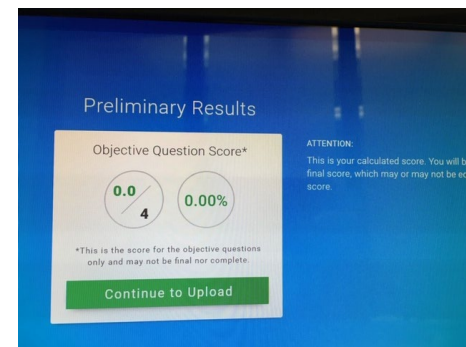 Preliminary Results
Objective Question Score*
0.0
4
0.00%
*This is the score for the objective questions
only and may not be final nor complete.
Continue to Upload
ATTENTION:
This is your calculated score. You will
final score, which may or may not be
score.